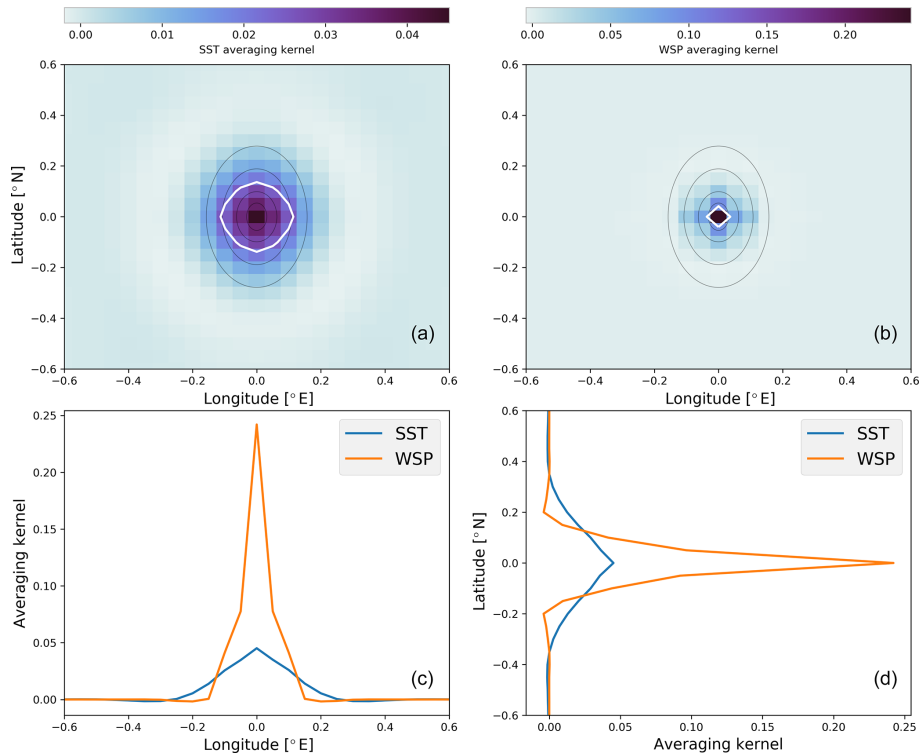 0.00 0.01 0.02 0.03 0.04
SST averaging kernel
0.00 0.05 0.10 0.15 0.20
WSP averaging kernel
0.6
0.4
0.2
0.0
−0.2
−0.4
−0.6
Latitude [°N]
(a)
−0.6 −0.4 −0.2 0.0 0.2 0.4 0.6
Longitude [°E]
0.6
0.4
0.2
0.0
−0.2
−0.4
−0.6
(b)
−0.6 −0.4 −0.2 0.0 0.2 0.4 0.6
Longitude [°E]
0.25
0.20
0.15
0.10
0.05
0.00
Averaging kernel
SST
WSP
(c)
−0.6 −0.4 −0.2 0.0 0.2 0.4 0.6
Longitude [°E]
0.6
0.4
0.2
0.0
−0.2
−0.4
−0.6
Latitude [°N]
SST
WSP
(d)
0.00 0.05 0.10 0.15 0.20 0.25
Averaging kernel